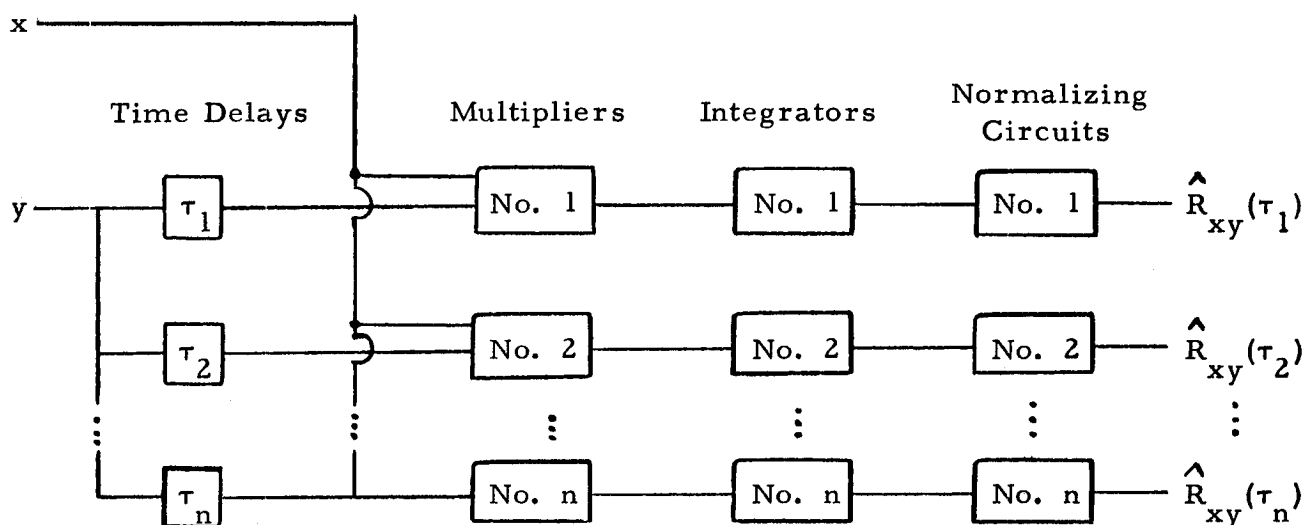 x
Time Delays
Multipliers
Integrators
Normalizing
Circuits
y
τ₁
No. 1
No. 1
No. 1
R̂xy(τ₁)
τ₂
No. 2
No. 2
No. 2
R̂xy(τ₂)
τₙ
No. n
No. n
No. n
R̂xy(τₙ)